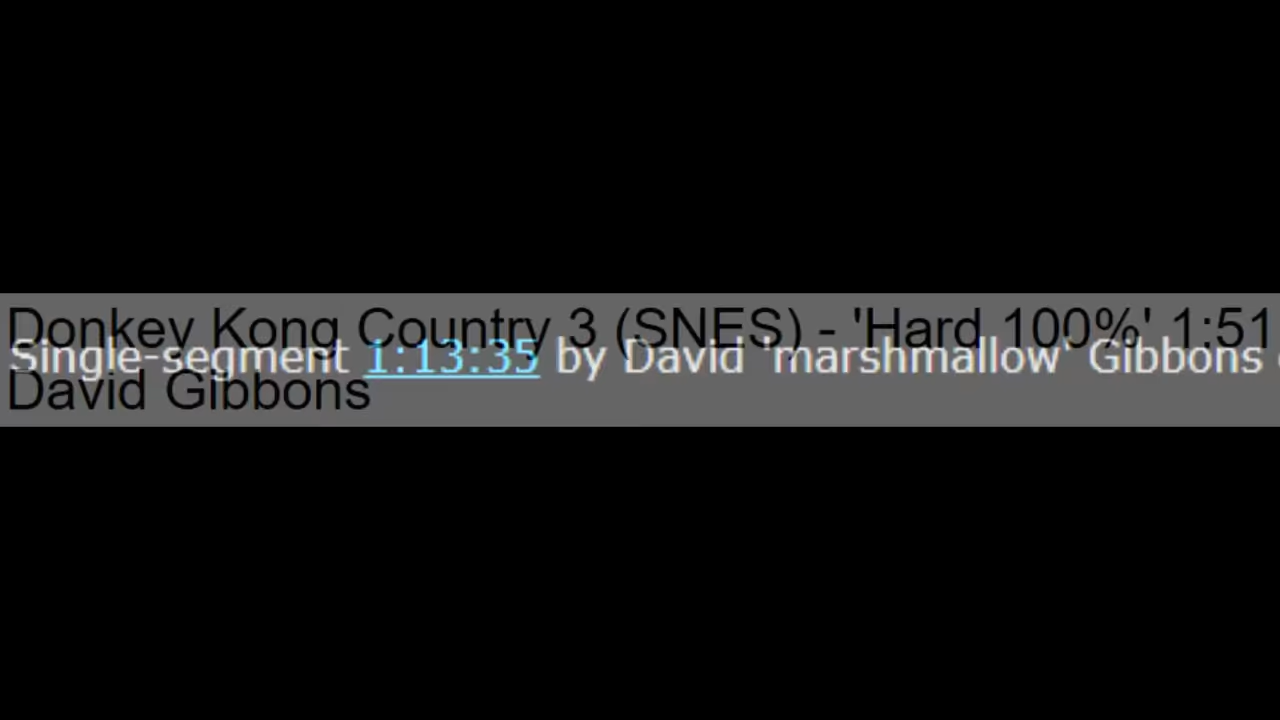 Donkey Kong Country 3 (SNES) - 'Hard 100%' 1:51
Single-segment 1:13:35 by David 'marshmallow' Gibbons
David Gibbons